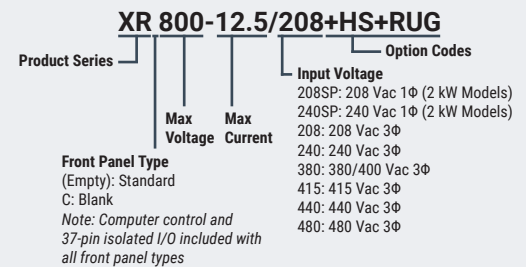 XR 800-12.5/208+HS+RUG
Product Series
Option Codes
Max
Voltage
Max
Current
Front Panel Type
(Empty): Standard
C: Blank
Note: Computer control and
37-pin isolated I/O included with
all front panel types
Input Voltage
208SP: 208 Vac 1Φ (2 kW Models)
240SP: 240 Vac 1Φ (2 kW Models)
208: 208 Vac 3Φ
240: 240 Vac 3Φ
380: 380/400 Vac 3Φ
415: 415 Vac 3Φ
440: 440 Vac 3Φ
480: 480 Vac 3Φ